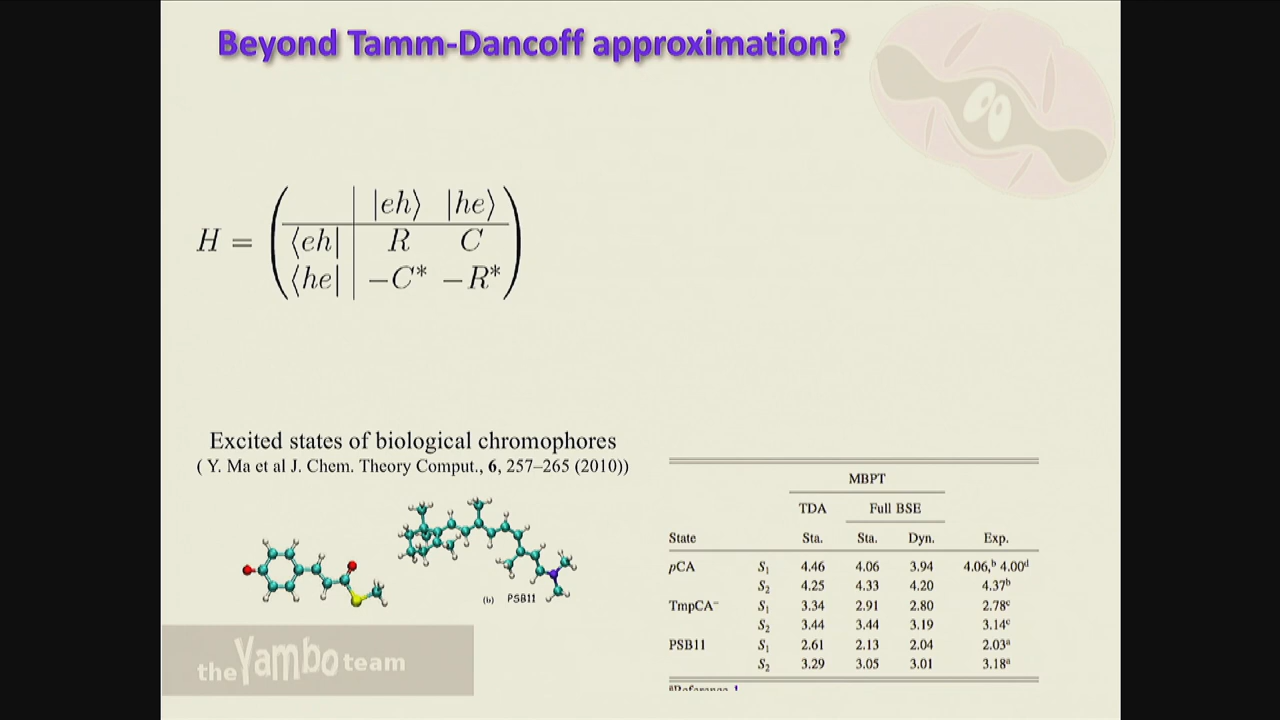 Beyond Tamm-Dancoff approximation?
|eh⟩ |he⟩
H = ⟨eh| R C
⟨he| −C* −R*
Excited states of biological chromophores
( Y. Ma et al J. Chem. Theory Comput., 6, 257–265 (2010))
MBPT
TDA Full BSE
State Sta. Sta. Dyn. Exp.
pCA S₁ 4.46 4.06 3.94 4.06,ᵇ 4.00ᵈ
S₂ 4.25 4.33 4.20 4.37ᵇ
TmpCA⁻ S₁ 3.34 2.91 2.80 2.78ᶜ
S₂ 3.44 3.44 3.19 3.14ᶜ
PSB11 S₁ 2.61 2.13 2.04 2.03ᵃ
S₂ 3.29 3.05 3.01 3.18ᵃ
(b) PSB11
the Yambo team